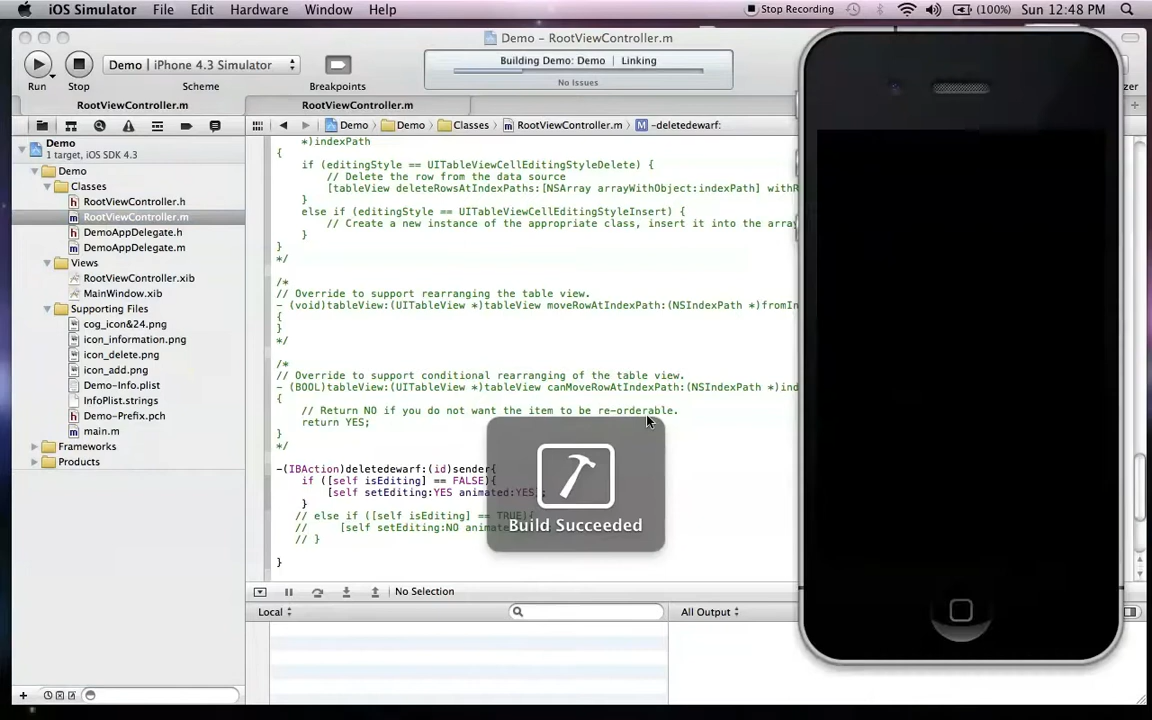 iOS Simulator File Edit Hardware Window Help
Stop Recording (100%) Sun 12:48 PM
Demo – RootViewController.m
Run Stop
Demo | iPhone 4.3 Simulator
Scheme
Breakpoints
Building Demo: Demo | Linking
No Issues
izer
RootViewController.m
RootViewController.m
Demo Demo Classes RootViewController.m -deletedewarf:
Demo
1 target, iOS SDK 4.3
Demo
Classes
RootViewController.h
RootViewController.m
DemoAppDelegate.h
DemoAppDelegate.m
Views
RootViewController.xib
MainWindow.xib
Supporting Files
cog_icon&24.png
icon_information.png
icon_delete.png
icon_add.png
Demo-Info.plist
InfoPlist.strings
Demo-Prefix.pch
main.m
Frameworks
Products
*)indexPath
{
if (editingStyle == UITableViewCellEditingStyleDelete) {
// Delete the row from the data source
[tableView deleteRowsAtIndexPaths:[NSArray arrayWithObject:indexPath] withR
}
else if (editingStyle == UITableViewCellEditingStyleInsert) {
// Create a new instance of the appropriate class, insert it into the array
}
}
*/
/*
// Override to support rearranging the table view.
- (void)tableView:(UITableView *)tableView moveRowAtIndexPath:(NSIndexPath *)fromIn
{
}
*/
/*
// Override to support conditional rearranging of the table view.
- (BOOL)tableView:(UITableView *)tableView canMoveRowAtIndexPath:(NSIndexPath *)ind
{
// Return NO if you do not want the item to be re-orderable.
return YES;
}
*/
-(IBAction)deletedewarf:(id)sender{
if ([self isEditing] == FALSE){
[self setEditing:YES animated:YES];
}
// else if ([self isEditing] == TRUE){
// [self setEditing:NO anima
// }
}
Build Succeeded
No Selection
Local
All Output